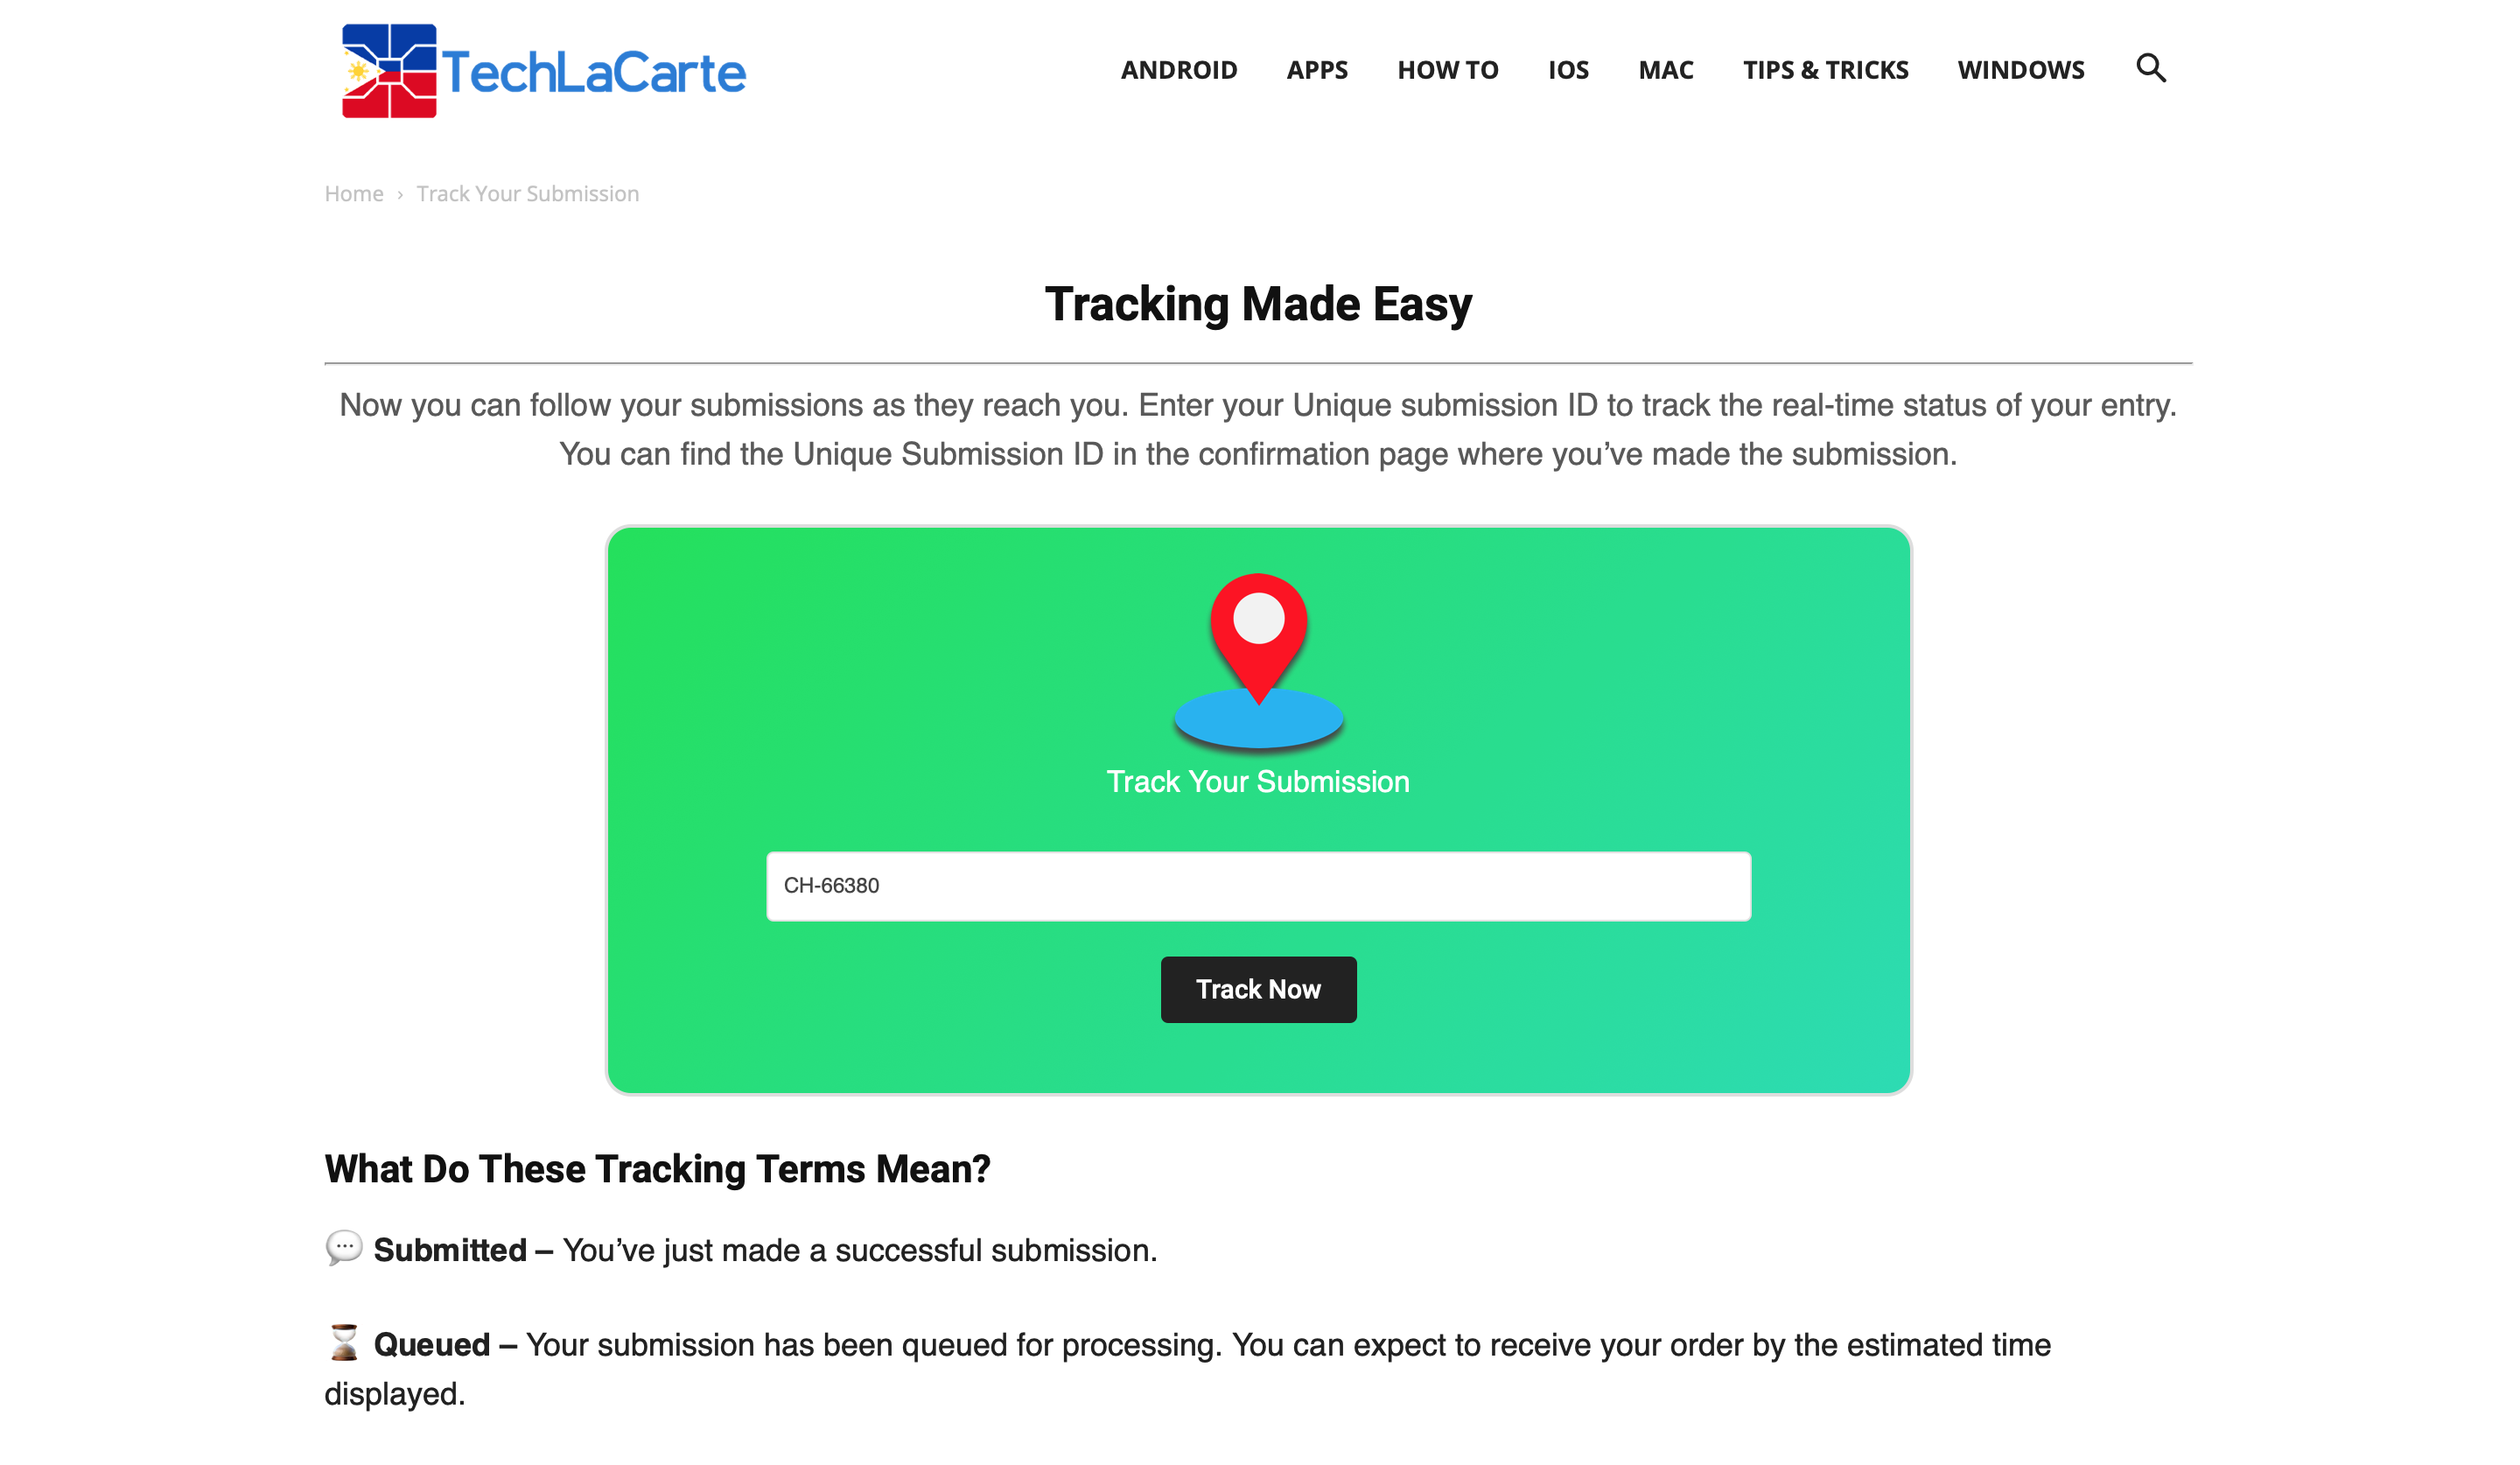 TechLaCarte
ANDROID APPS HOW TO IOS MAC TIPS & TRICKS WINDOWS
Home › Track Your Submission
Tracking Made Easy
Now you can follow your submissions as they reach you. Enter your Unique submission ID to track the real-time status of your entry.
You can find the Unique Submission ID in the confirmation page where you’ve made the submission.
Track Your Submission
CH-66380
Track Now
What Do These Tracking Terms Mean?
💬 Submitted – You’ve just made a successful submission.
⏳ Queued – Your submission has been queued for processing. You can expect to receive your order by the estimated time
displayed.